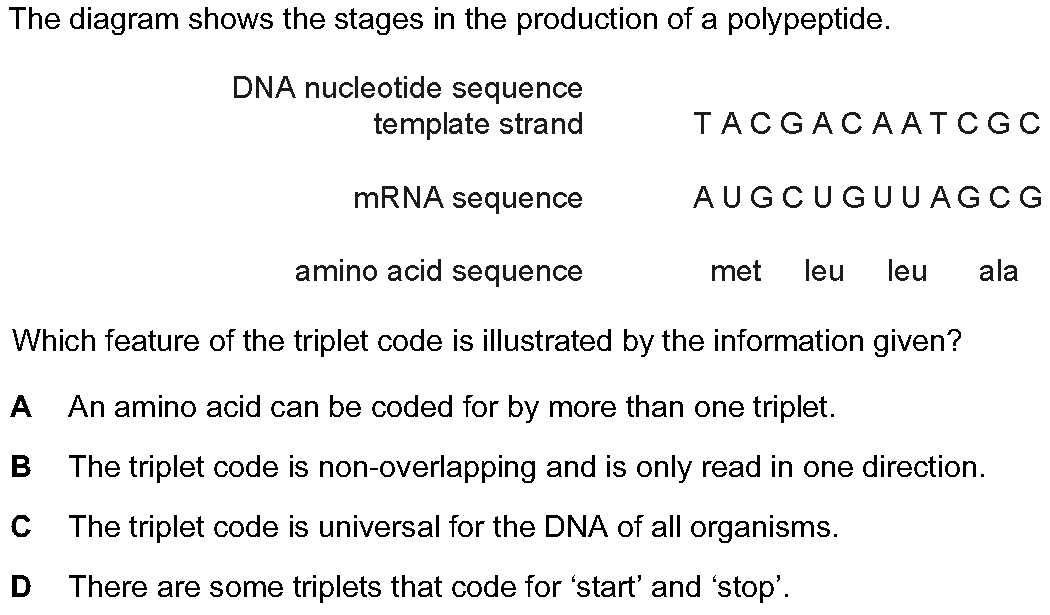 The diagram shows the stages in the production of a polypeptide.
DNA nucleotide sequence
template strand T A C G A C A A T C G C
mRNA sequence A U G C U G U U A G C G
amino acid sequence met leu leu ala
Which feature of the triplet code is illustrated by the information given?
A An amino acid can be coded for by more than one triplet.
B The triplet code is non-overlapping and is only read in one direction.
C The triplet code is universal for the DNA of all organisms.
D There are some triplets that code for ‘start’ and ‘stop’.